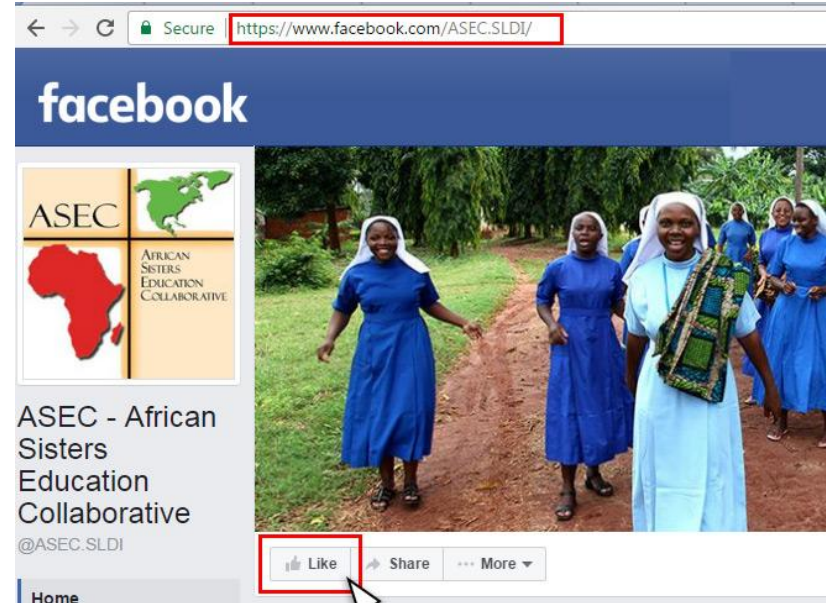 Secure
https://www.facebook.com/ASEC.SLDI/
facebook
ASEC
AFRICAN
SISTERS
EDUCATION
COLLABORATIVE
ASEC - African
Sisters
Education
Collaborative
@ASEC.SLDI
Like
Share
More
Home